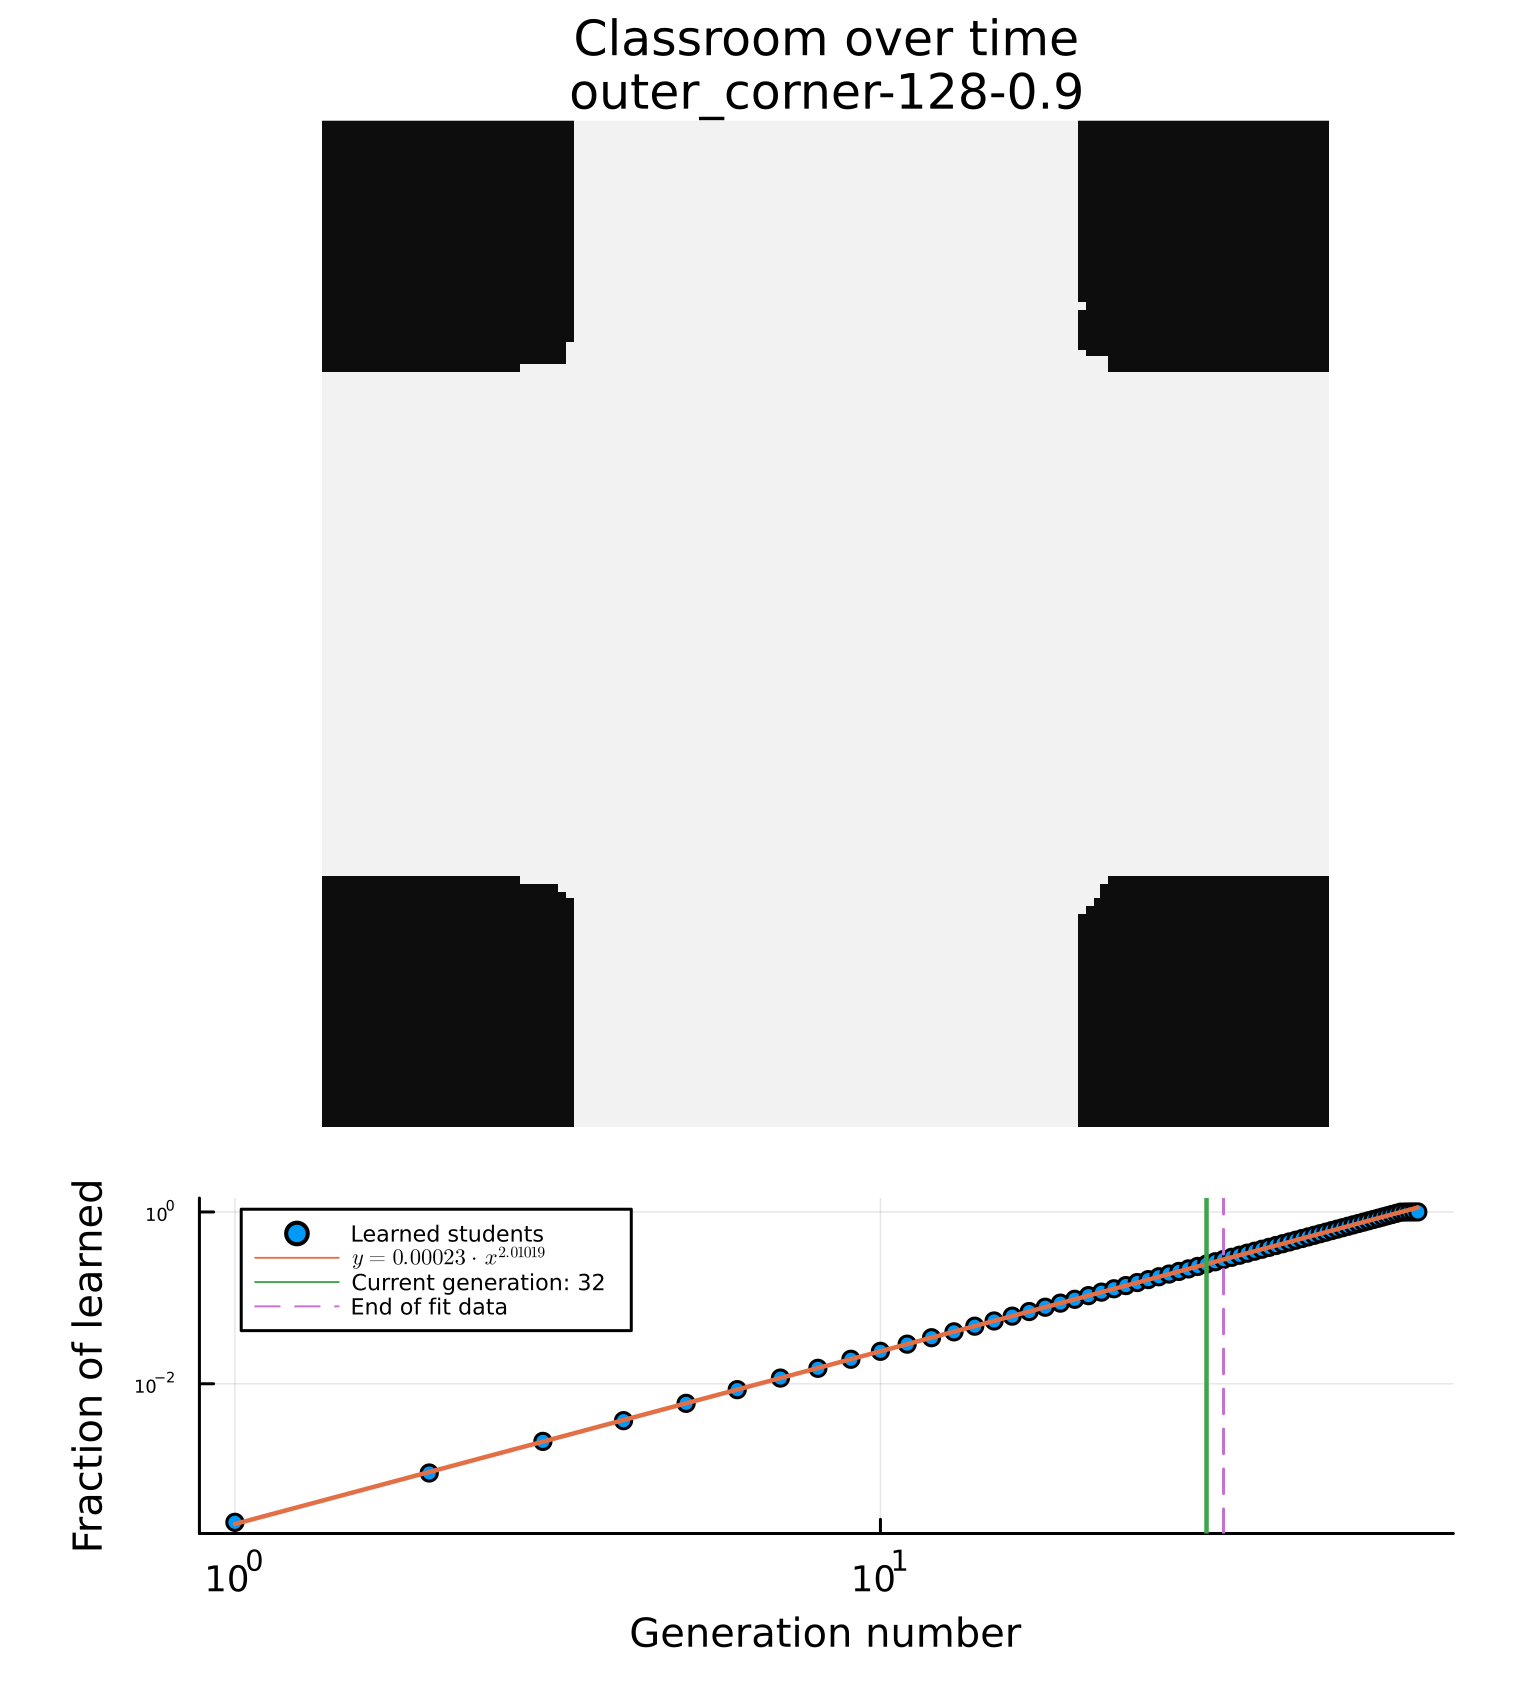 Classroom over time
outer_corner-128-0.9
Fraction of learned
10⁰
10⁻²
Learned students
y = 0.00023 · x^2.01019
Current generation: 32
End of fit data
10⁰
10¹
Generation number